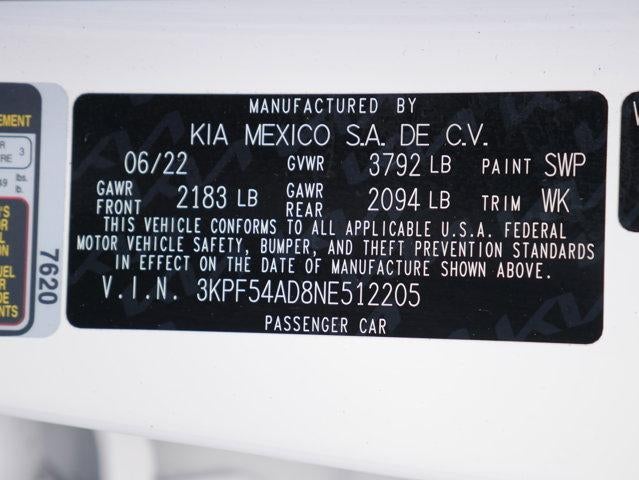 MANUFACTURED BY
KIA MEXICO S.A. DE C.V.
06/22 GVWR 3792 LB PAINT SWP
GAWR FRONT 2183 LB GAWR REAR 2094 LB TRIM WK
THIS VEHICLE CONFORMS TO ALL APPLICABLE U.S.A. FEDERAL
MOTOR VEHICLE SAFETY, BUMPER, AND THEFT PREVENTION STANDARDS
IN EFFECT ON THE DATE OF MANUFACTURE SHOWN ABOVE.
V.I.N. 3KPF54AD8NE512205
PASSENGER CAR
7620
3
lbs.